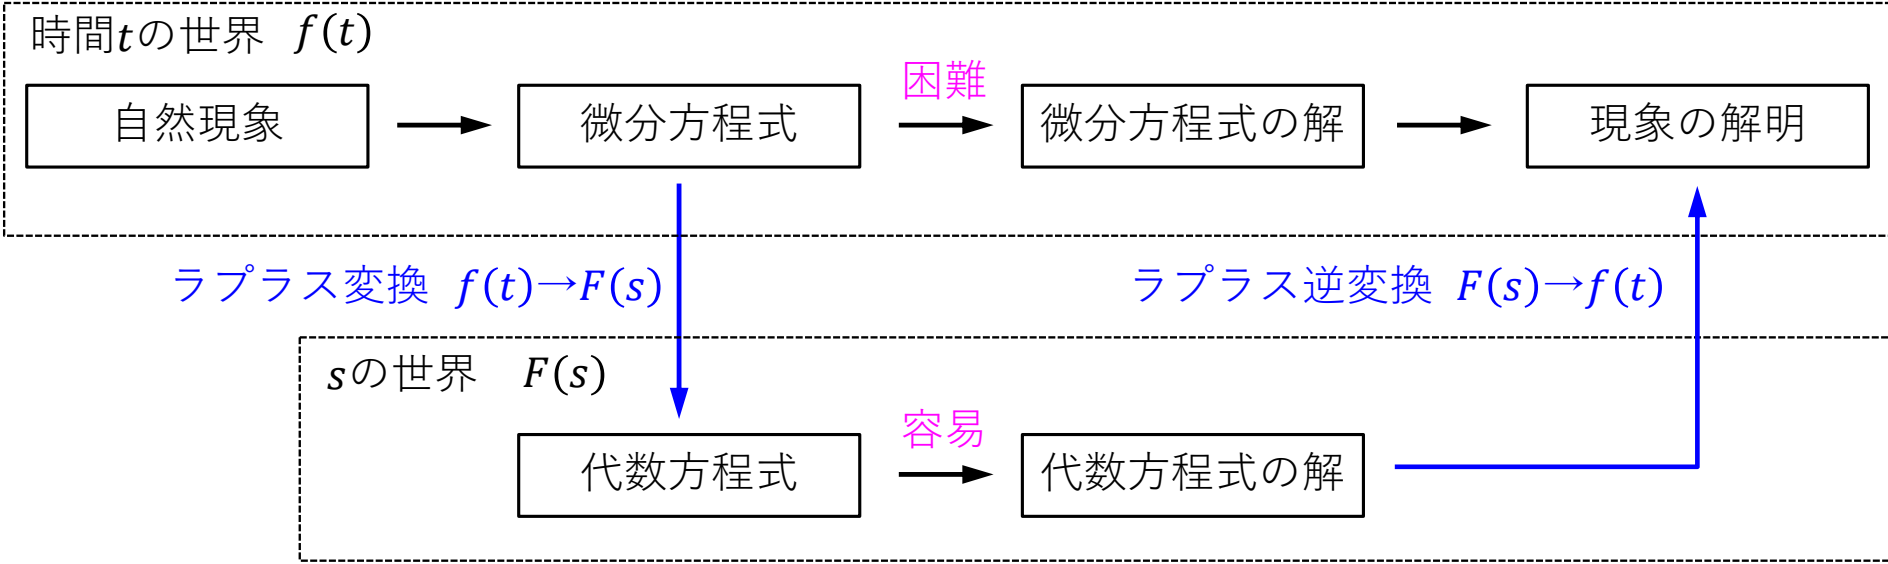 時間tの世界 f(t)
困難
自然現象
微分方程式
微分方程式の解
現象の解明
ラプラス変換 f(t)→F(s)
ラプラス逆変換 F(s)→f(t)
sの世界 F(s)
容易
代数方程式
代数方程式の解